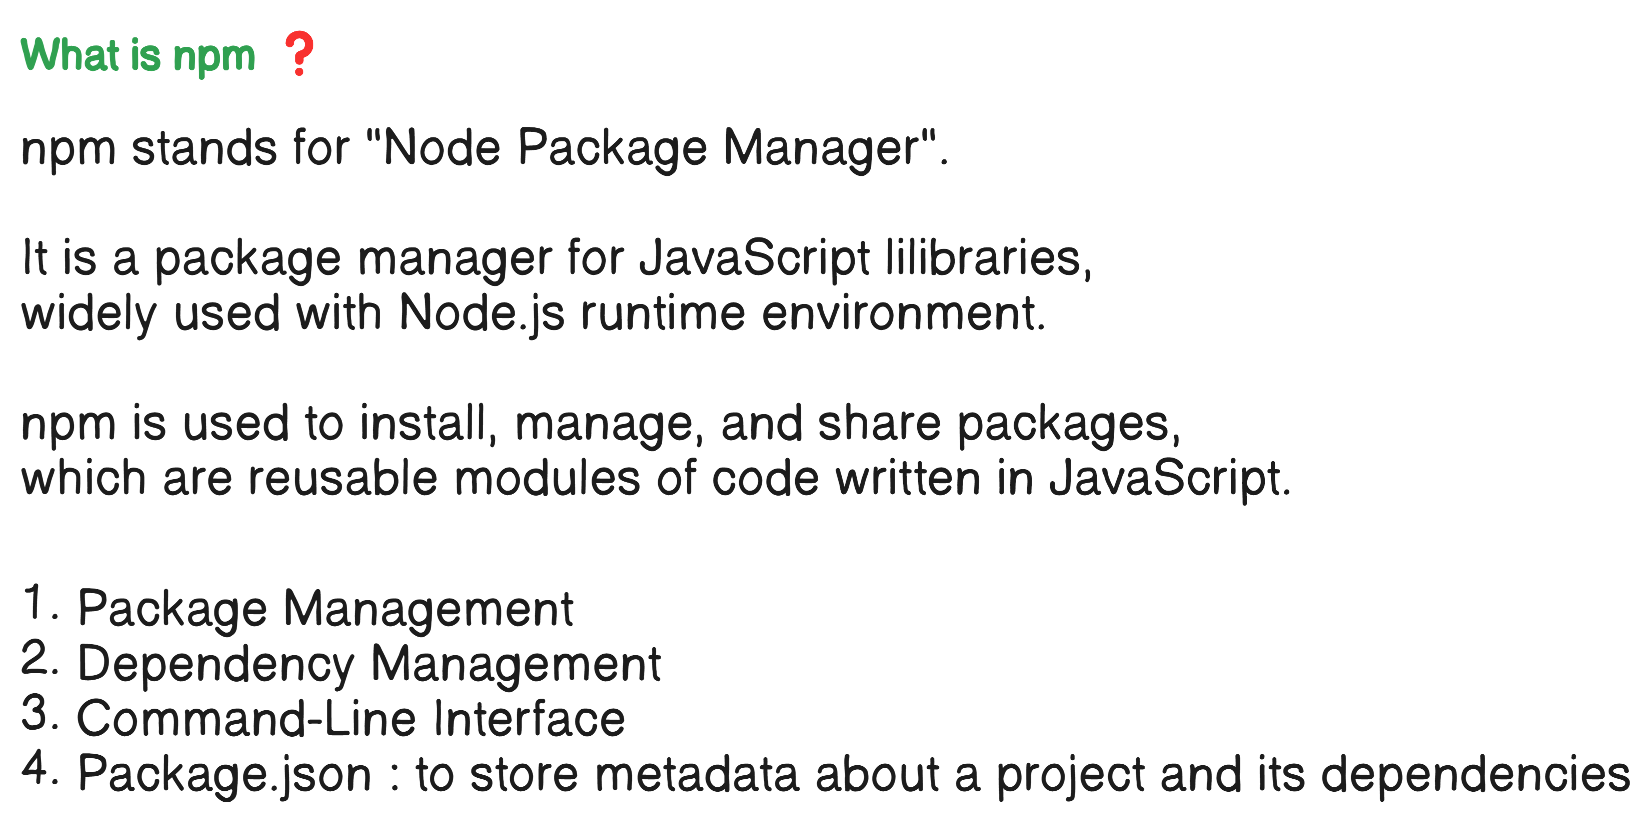 What is npm ❓
npm stands for "Node Package Manager".
It is a package manager for JavaScript lilibraries,
widely used with Node.js runtime environment.
npm is used to install, manage, and share packages,
which are reusable modules of code written in JavaScript.
1. Package Management
2. Dependency Management
3. Command-Line Interface
4. Package.json : to store metadata about a project and its dependencies